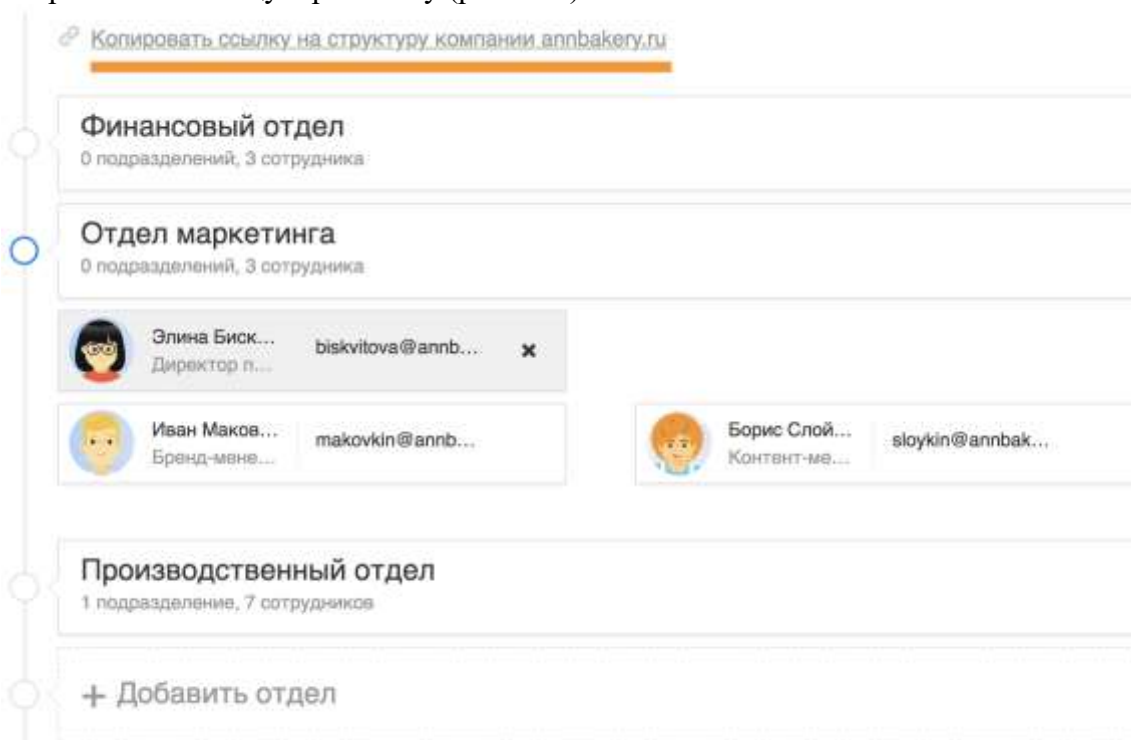 Копировать ссылку на структуру компании annbakery.ru
Финансовый отдел
0 подразделений, 3 сотрудника
Отдел маркетинга
0 подразделений, 3 сотрудника
Элина Биск...
Директор п...
biskvitova@annb...
Иван Маков...
Бренд-мене...
makovkin@annb...
Борис Слой...
Контент-ме...
sloykin@annbak...
Производственный отдел
1 подразделение, 7 сотрудников
+ Добавить отдел